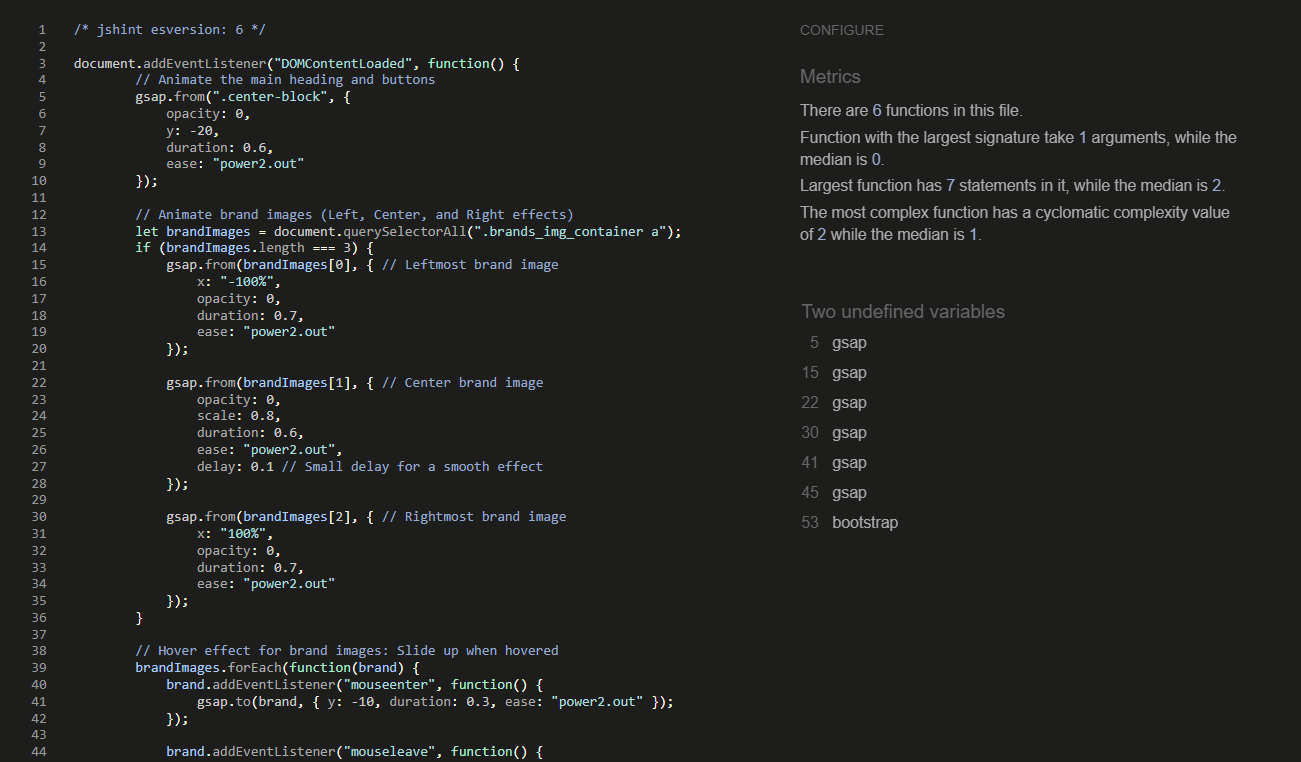 1 /* jshint esversion: 6 */
2
3 document.addEventListener("DOMContentLoaded", function() {
4 // Animate the main heading and buttons
5 gsap.from(".center-block", {
6 opacity: 0,
7 y: -20,
8 duration: 0.6,
9 ease: "power2.out"
10 });
11
12 // Animate brand images (Left, Center, and Right effects)
13 let brandImages = document.querySelectorAll(".brands_img_container a");
14 if (brandImages.length === 3) {
15 gsap.from(brandImages[0], { // Leftmost brand image
16 x: "-100%",
17 opacity: 0,
18 duration: 0.7,
19 ease: "power2.out"
20 });
21
22 gsap.from(brandImages[1], { // Center brand image
23 opacity: 0,
24 scale: 0.8,
25 duration: 0.6,
26 ease: "power2.out",
27 delay: 0.1 // Small delay for a smooth effect
28 });
29
30 gsap.from(brandImages[2], { // Rightmost brand image
31 x: "100%",
32 opacity: 0,
33 duration: 0.7,
34 ease: "power2.out"
35 });
36 }
37
38 // Hover effect for brand images: Slide up when hovered
39 brandImages.forEach(function(brand) {
40 brand.addEventListener("mouseenter", function() {
41 gsap.to(brand, { y: -10, duration: 0.3, ease: "power2.out" });
42 });
43
44 brand.addEventListener("mouseleave", function() {
CONFIGURE
Metrics
There are 6 functions in this file.
Function with the largest signature take 1 arguments, while the
median is 0.
Largest function has 7 statements in it, while the median is 2.
The most complex function has a cyclomatic complexity value
of 2 while the median is 1.
Two undefined variables
5 gsap
15 gsap
22 gsap
30 gsap
41 gsap
45 gsap
53 bootstrap